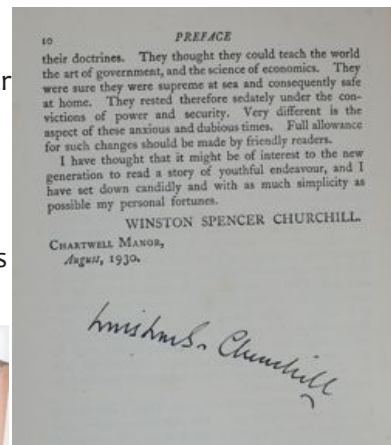 10 PREFACE
their doctrines. They thought they could teach the world
the art of government, and the science of economics. They
were sure they were supreme at sea and consequently safe
at home. They rested therefore sedately under the con-
victions of power and security. Very different is the
aspect of these anxious and dubious times. Full allowance
for such changes should be made by friendly readers.
I have thought that it might be of interest to the new
generation to read a story of youthful endeavour, and I
have set down candidly and with as much simplicity as
possible my personal fortunes.
WINSTON SPENCER CHURCHILL.
CHARTWELL MANOR,
August, 1930.
Winston S. Churchill
r
s